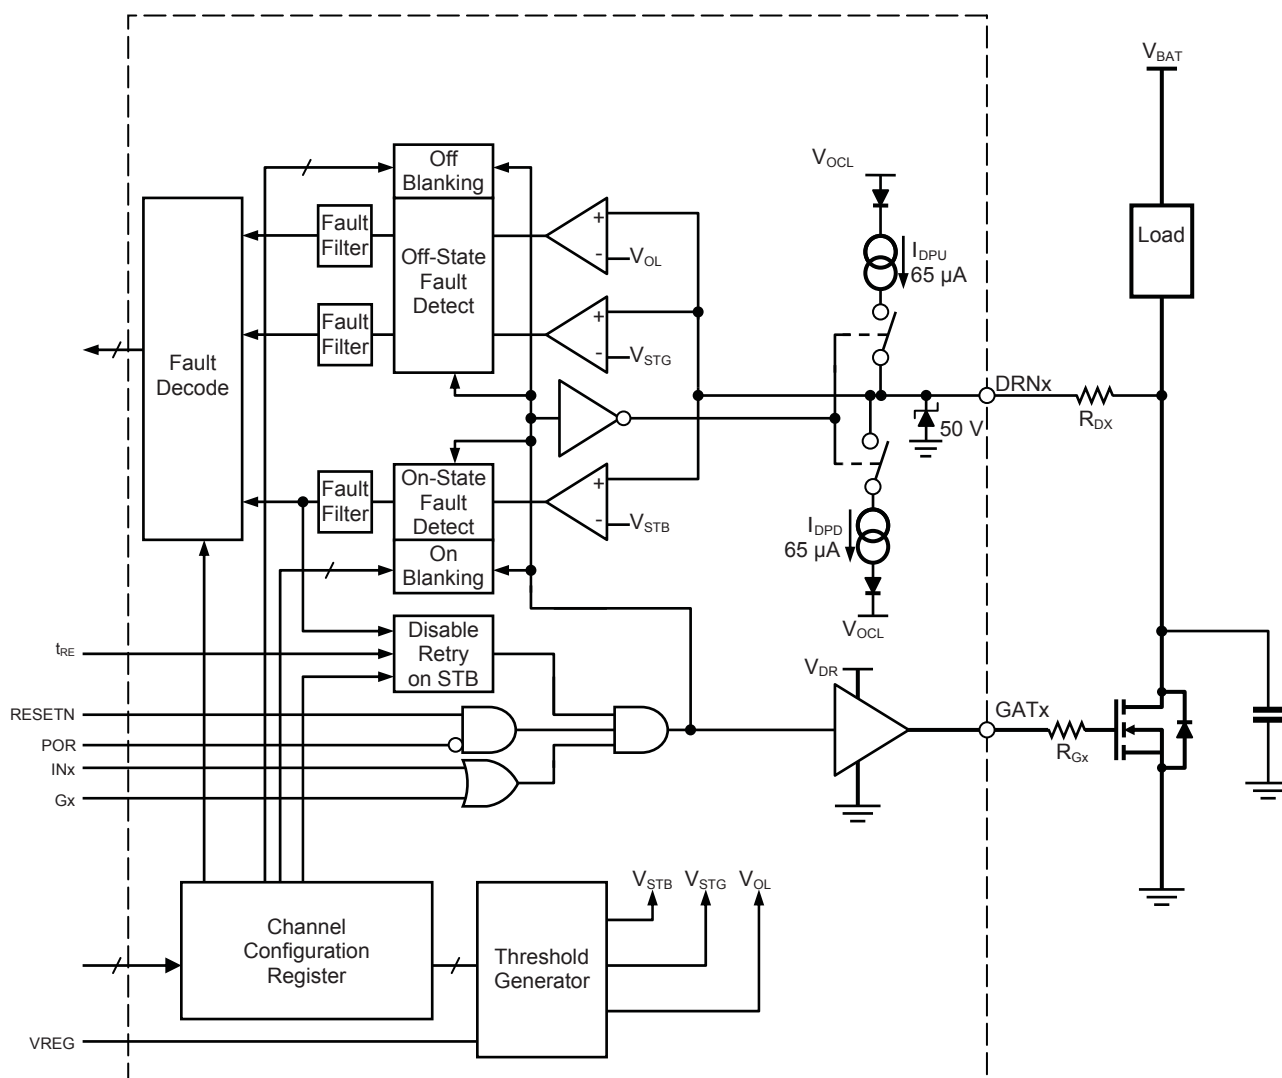 V_BAT
V_OCL
Off
Blanking
Fault
Filter
Off-State
Fault
Detect
+
-
V_OL
I_DPU
65 µA
Load
Fault
Filter
+
-
V_STG
Fault
Decode
DRNx
R_DX
50 V
Fault
Filter
On-State
Fault
Detect
+
-
V_STB
I_DPD
65 µA
On
Blanking
V_OCL
Disable
Retry
on STB
t_RE
V_DR
RESETN
GATx
POR
R_Gx
INx
Gx
V_STB
V_STG
V_OL
Channel
Configuration
Register
Threshold
Generator
VREG